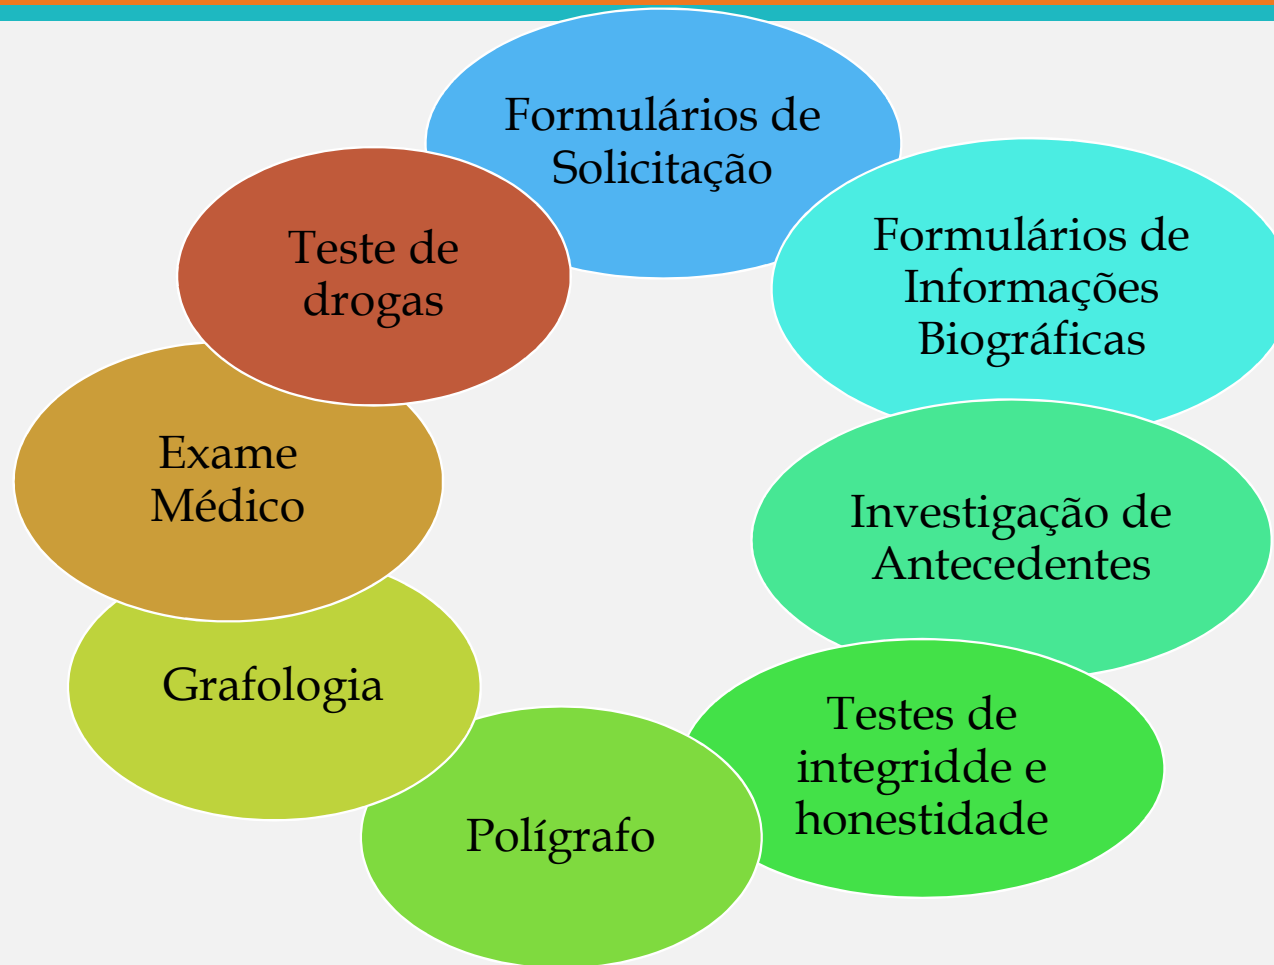 Formulários de
Solicitação
Formulários de
Informações
Biográficas
Investigação de
Antecedentes
Testes de
integridde e
honestidade
Polígrafo
Grafologia
Exame
Médico
Teste de
drogas